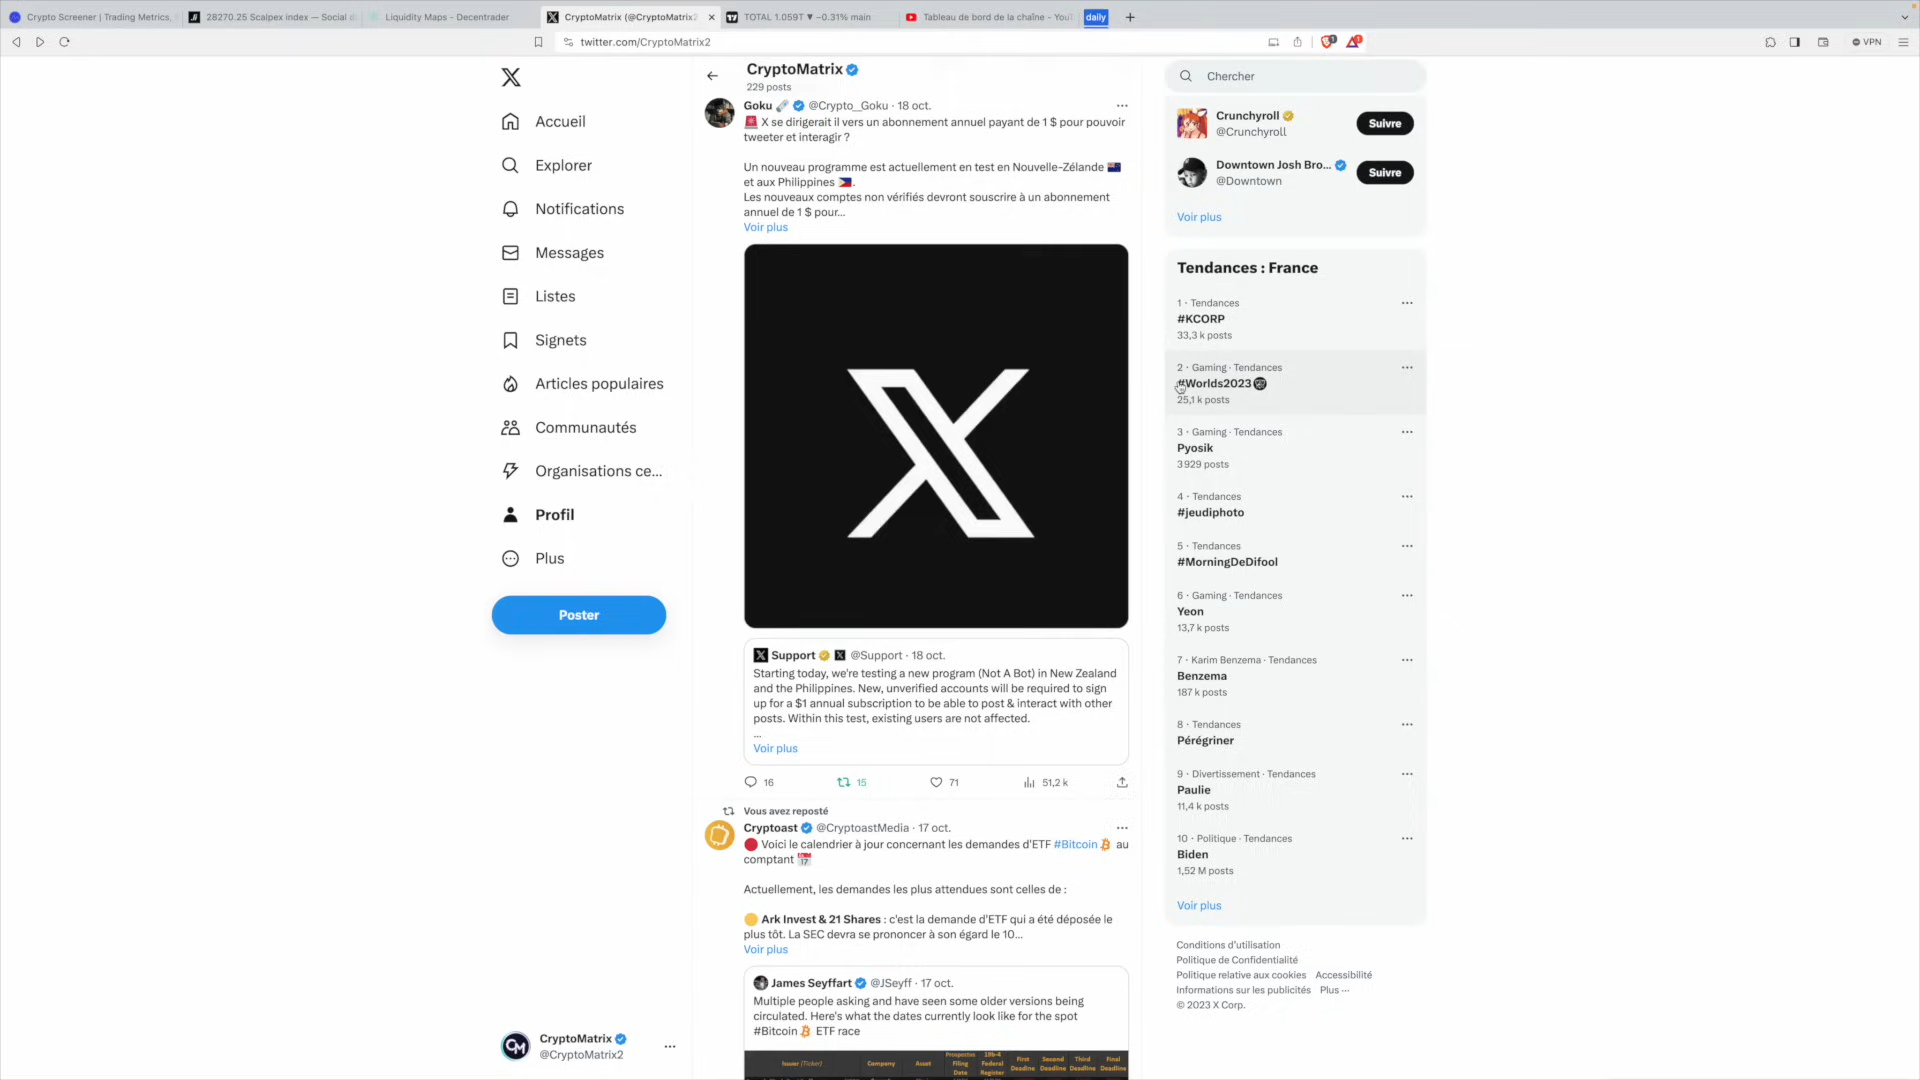 Crypto Screener | Trading Metrics,
28270.25 Scalpex index — Social d
Liquidity Maps - Decentrader
CryptoMatrix (@CryptoMatrix2
TOTAL 1.059T ▼ −0.31% main
Tableau de bord de la chaîne - YouT
daily
twitter.com/CryptoMatrix2
VPN
Accueil
Explorer
Notifications
Messages
Listes
Signets
Articles populaires
Communautés
Organisations ce...
Profil
Plus
Poster
CryptoMatrix
@CryptoMatrix2
CryptoMatrix
229 posts
Goku @Crypto__Goku · 18 oct.
X se dirigerait il vers un abonnement annuel payant de 1 $ pour pouvoir
tweeter et interagir ?
Un nouveau programme est actuellement en test en Nouvelle-Zélande
et aux Philippines .
Les nouveaux comptes non vérifiés devront souscrire à un abonnement
annuel de 1 $ pour...
Voir plus
Support @Support · 18 oct.
Starting today, we're testing a new program (Not A Bot) in New Zealand
and the Philippines. New, unverified accounts will be required to sign
up for a $1 annual subscription to be able to post & interact with other
posts. Within this test, existing users are not affected.
...
Voir plus
16 15 71 51,2 k
Vous avez reposté
Cryptoast @CryptoastMedia · 17 oct.
Voici le calendrier à jour concernant les demandes d'ETF #Bitcoin au
comptant
Actuellement, les demandes les plus attendues sont celles de :
Ark Invest & 21 Shares : c'est la demande d'ETF qui a été déposée le
plus tôt. La SEC devra se prononcer à son égard le 10...
Voir plus
James Seyffart @JSeyff · 17 oct.
Multiple people asking and have seen some older versions being
circulated. Here's what the dates currently look like for the spot
#Bitcoin ETF race
Issuer (Ticker) Company Asset Prospectus Filing Date 19b-4 Federal Register First Deadline Second Deadline Third Deadline Final Deadline
Chercher
Crunchyroll
@Crunchyroll
Suivre
Downtown Josh Bro...
@Downtown
Suivre
Voir plus
Tendances : France
1 · Tendances
#KCORP
33,3 k posts
2 · Gaming · Tendances
#Worlds2023
25,1 k posts
3 · Gaming · Tendances
Pyosik
3 929 posts
4 · Tendances
#jeudiphoto
5 · Tendances
#MorningDeDifool
6 · Gaming · Tendances
Yeon
13,7 k posts
7 · Karim Benzema · Tendances
Benzema
187 k posts
8 · Tendances
Pérégriner
9 · Divertissement · Tendances
Paulie
11,4 k posts
10 · Politique · Tendances
Biden
1,52 M posts
Voir plus
Conditions d'utilisation
Politique de Confidentialité
Politique relative aux cookies Accessibilité
Informations sur les publicités Plus ···
© 2023 X Corp.